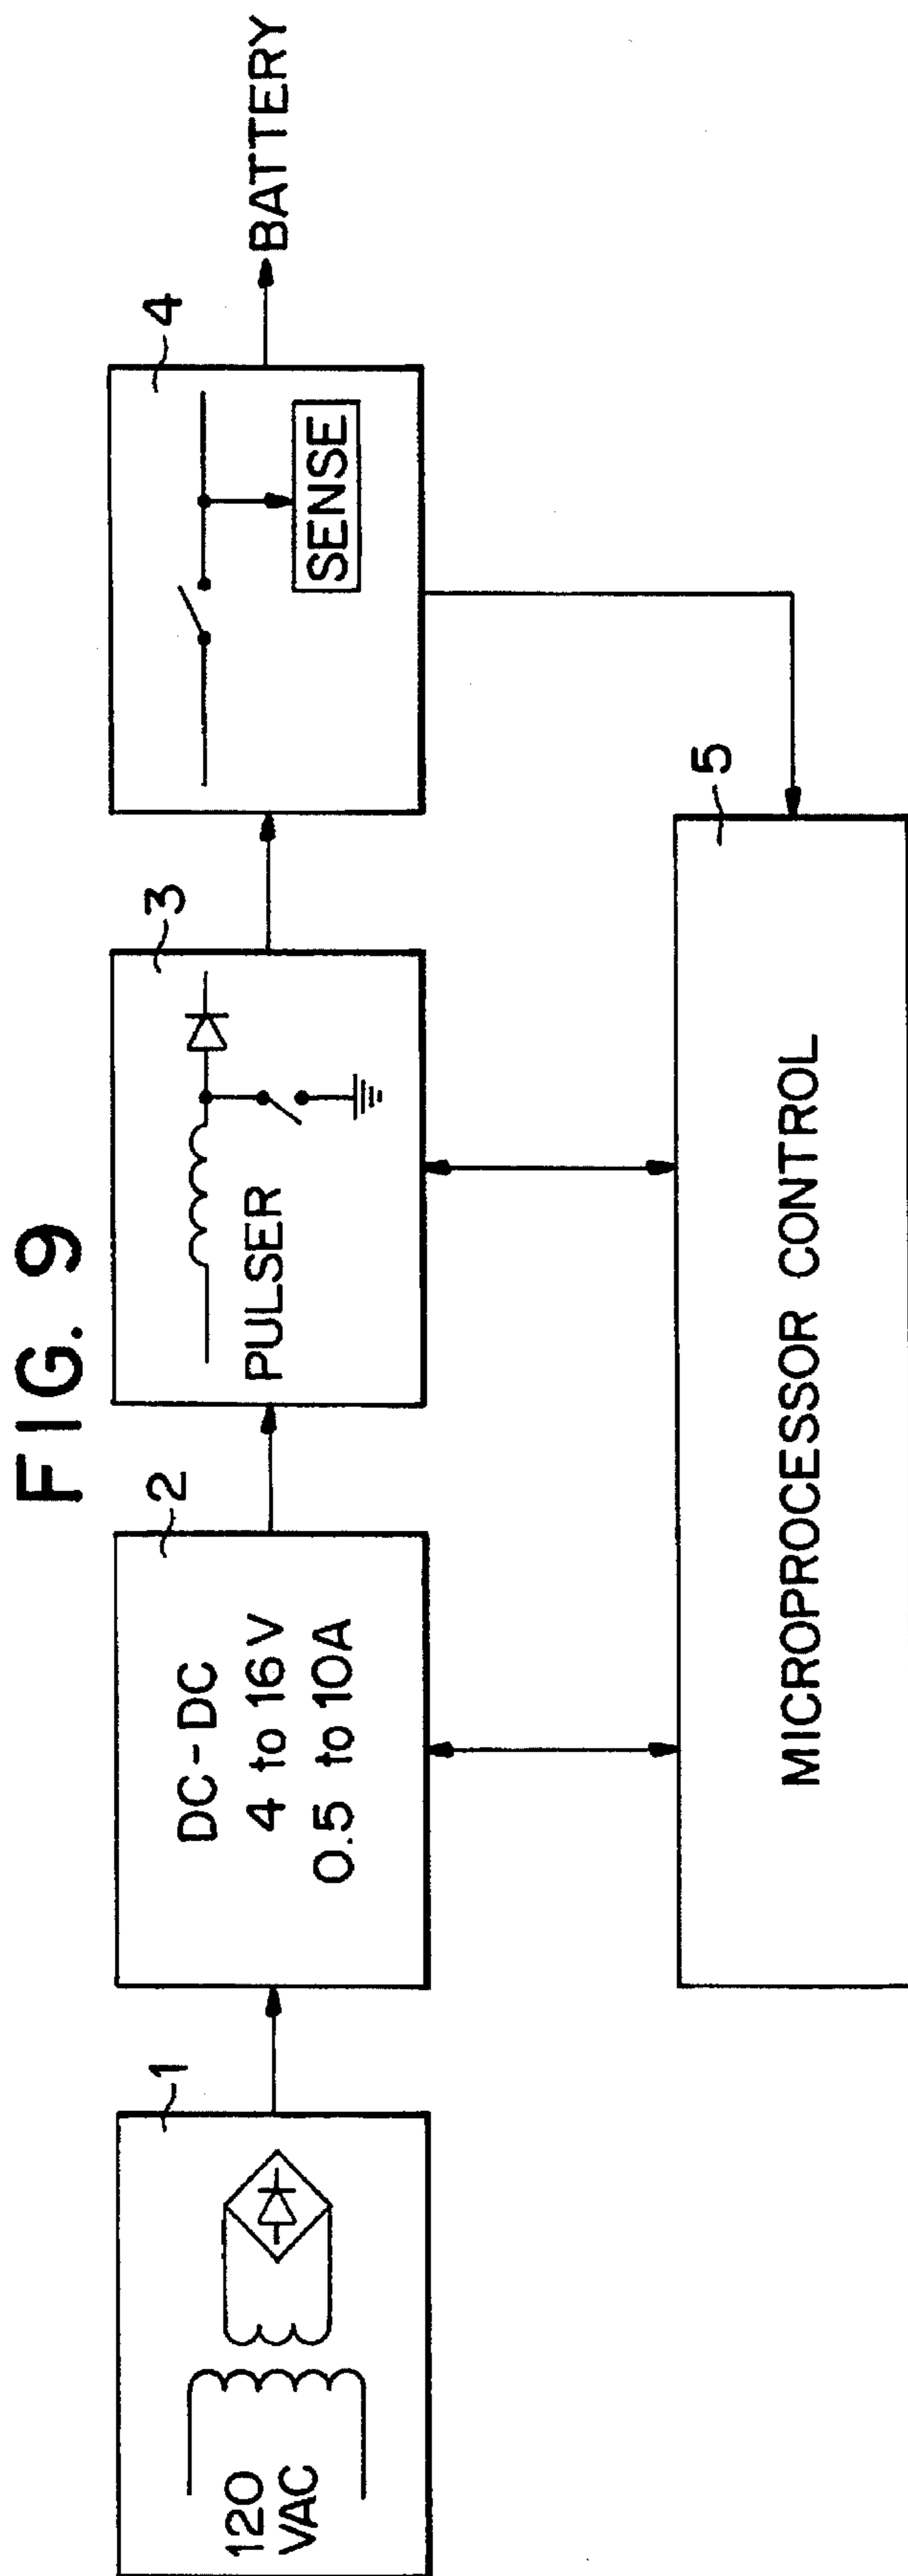 FIG. 9
1
120
VAC
2
DC-DC
4 to 16V
0.5 to 10A
3
PULSER
4
SENSE
BATTERY
5
MICROPROCESSOR CONTROL